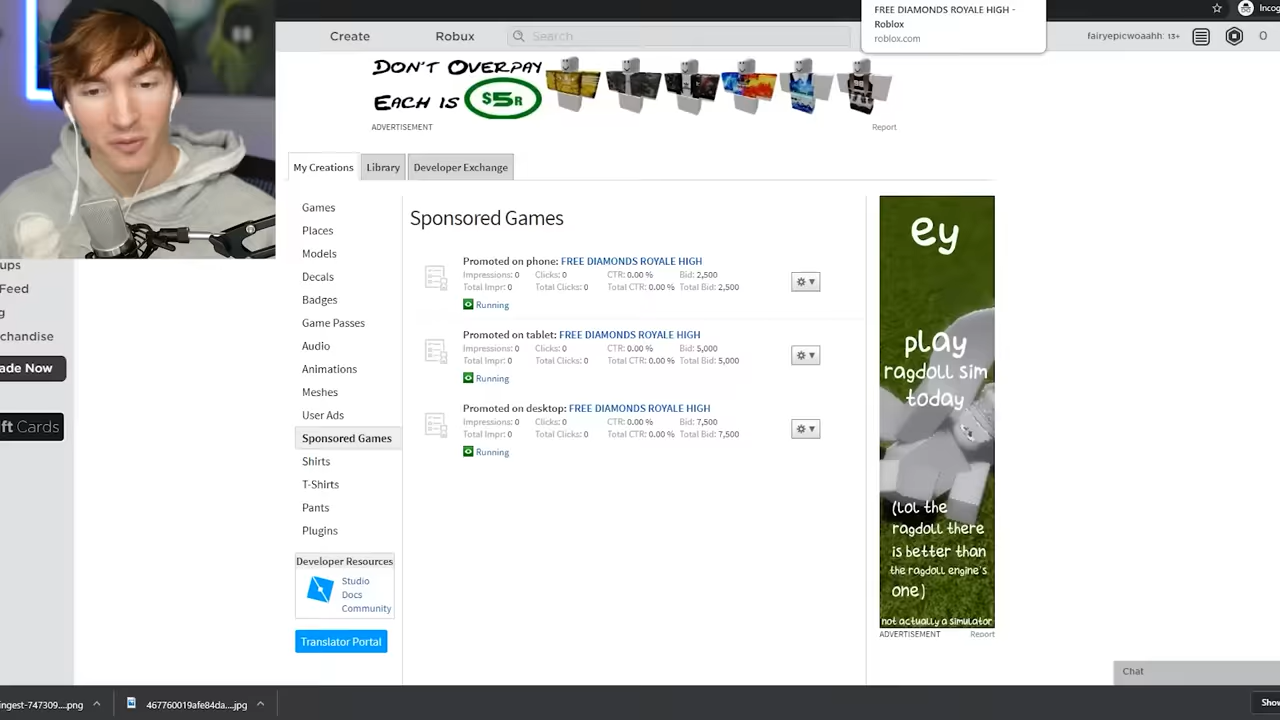 FREE DIAMONDS ROYALE HIGH -
Roblox
roblox.com
Incog
Create
Robux
Search
fairyepicwoaahh: 13+
0
DON'T OVERPAY
EACH IS $5R
ADVERTISEMENT
Report
My Creations
Library
Developer Exchange
Games
Places
Models
Decals
Badges
Game Passes
Audio
Animations
Meshes
User Ads
Sponsored Games
Shirts
T-Shirts
Pants
Plugins
Developer Resources
Studio
Docs
Community
Translator Portal
Sponsored Games
Promoted on phone: FREE DIAMONDS ROYALE HIGH
Impressions: 0 Clicks: 0 CTR: 0.00 % Bid: 2,500
Total Impr: 0 Total Clicks: 0 Total CTR: 0.00 % Total Bid: 2,500
Running
Promoted on tablet: FREE DIAMONDS ROYALE HIGH
Impressions: 0 Clicks: 0 CTR: 0.00 % Bid: 5,000
Total Impr: 0 Total Clicks: 0 Total CTR: 0.00 % Total Bid: 5,000
Running
Promoted on desktop: FREE DIAMONDS ROYALE HIGH
Impressions: 0 Clicks: 0 CTR: 0.00 % Bid: 7,500
Total Impr: 0 Total Clicks: 0 Total CTR: 0.00 % Total Bid: 7,500
Running
ey
play
ragdoll sim
today
(lol the
ragdoll there
is better than
the ragdoll engine's
one)
not actually a simulator
ADVERTISEMENT
Report
ups
Feed
g
rchandise
ade Now
ft Cards
Chat
ingest-747309....png
467760019afe84da....jpg
Show